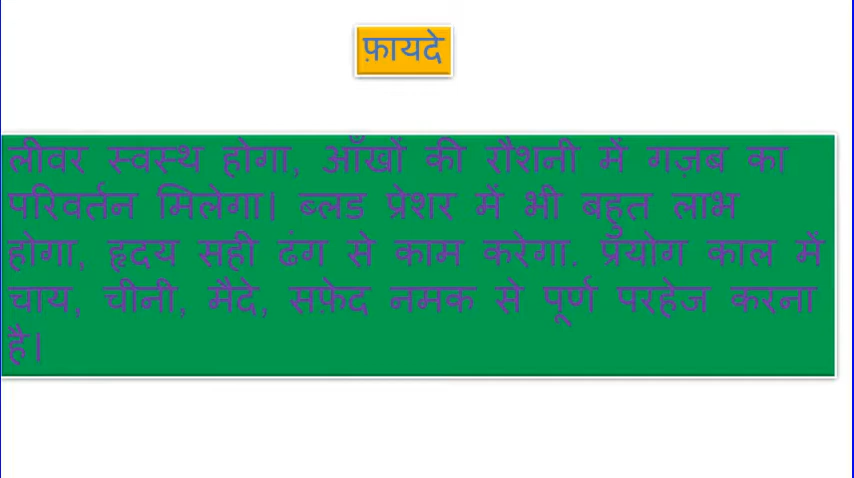 फ़ायदे
लीवर स्वस्थ होगा, आँखों की रौशनी में गज़ब का
परिवर्तन मिलेगा। ब्लड प्रेशर में भी बहुत लाभ
होगा, हृदय सही ढंग से काम करेगा. प्रयोग काल में
चाय, चीनी, मैदे, सफ़ेद नमक से पूर्ण परहेज करना
है।